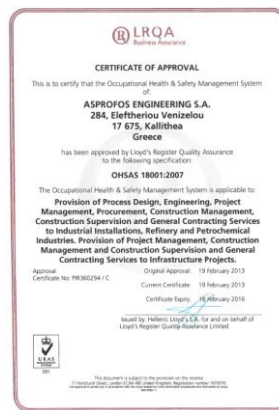 LRQA
Business Assurance
CERTIFICATE OF APPROVAL
This is to certify that the Occupational Health & Safety Management System
of:
ASPROFOS ENGINEERING S.A.
284, Eleftheriou Venizelou
17 675, Kallithea
Greece
has been approved by Lloyd's Register Quality Assurance
to the following specification:
OHSAS 18001:2007
The Occupational Health & Safety Management System is applicable to:
Provision of Process Design, Engineering, Project
Management, Procurement, Construction Management,
Construction Supervision and General Contracting Services
to Industrial Installations, Refinery and Petrochemical
Industries. Provision of Project Management, Construction
Management and Construction Supervision and General
Contracting Services to Infrastructure Projects.
Approval
Certificate No: PIR360294 / C
Original Approval: 19 February 2013
Current Certificate: 19 February 2013
Certificate Expiry: 18 February 2016
Issued by: Hellenic Lloyd's S.A. for and on behalf of
Lloyd's Register Quality Assurance Limited
UKAS
001
This document is subject to the provision on the reverse